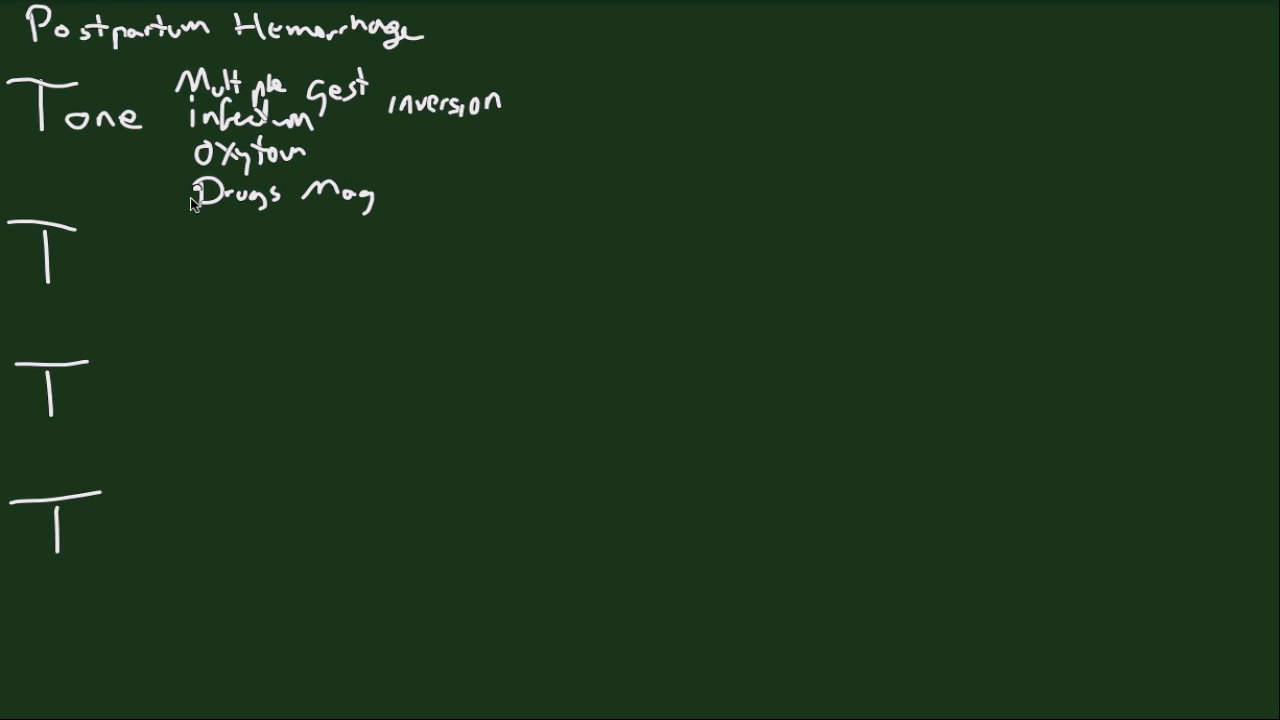 Postpartum Hemorrhage
Tone
Multiple Gest
inversion
infection
Oxytocin
Drugs Mag
T
T
T